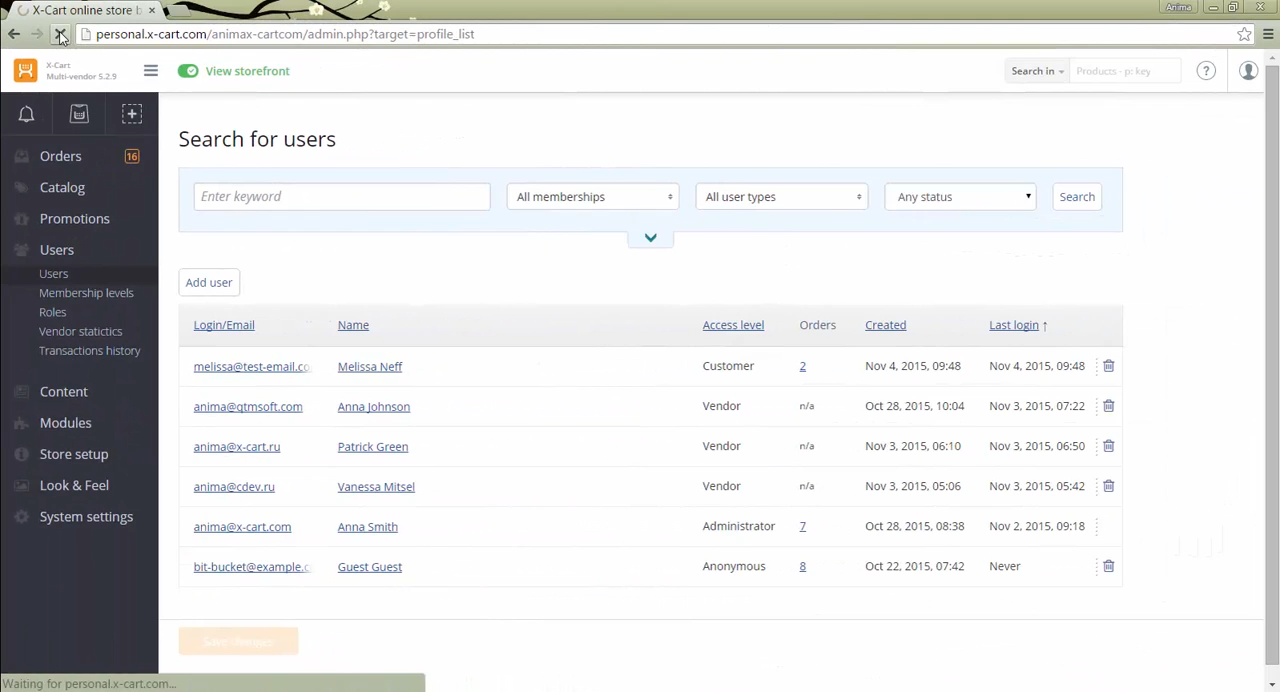 X-Cart online store b
Anima
personal.x-cart.com/animax-cartcom/admin.php?target=profile_list
X-Cart
Multi-vendor 5.2.9
View storefront
Search in
Products - p: key
?
Orders 16
Catalog
Promotions
Users
Users
Membership levels
Roles
Vendor statictics
Transactions history
Content
Modules
Store setup
Look & Feel
System settings
Search for users
Enter keyword
All memberships
All user types
Any status
Search
Add user
Login/Email Name Access level Orders Created Last login ↑
melissa@test-email.co Melissa Neff Customer 2 Nov 4, 2015, 09:48 Nov 4, 2015, 09:48
anima@qtmsoft.com Anna Johnson Vendor n/a Oct 28, 2015, 10:04 Nov 3, 2015, 07:22
anima@x-cart.ru Patrick Green Vendor n/a Nov 3, 2015, 06:10 Nov 3, 2015, 06:50
anima@cdev.ru Vanessa Mitsel Vendor n/a Nov 3, 2015, 05:06 Nov 3, 2015, 05:42
anima@x-cart.com Anna Smith Administrator 7 Oct 28, 2015, 08:38 Nov 2, 2015, 09:18
bit-bucket@example.c Guest Guest Anonymous 8 Oct 22, 2015, 07:42 Never
Save changes
Waiting for personal.x-cart.com...